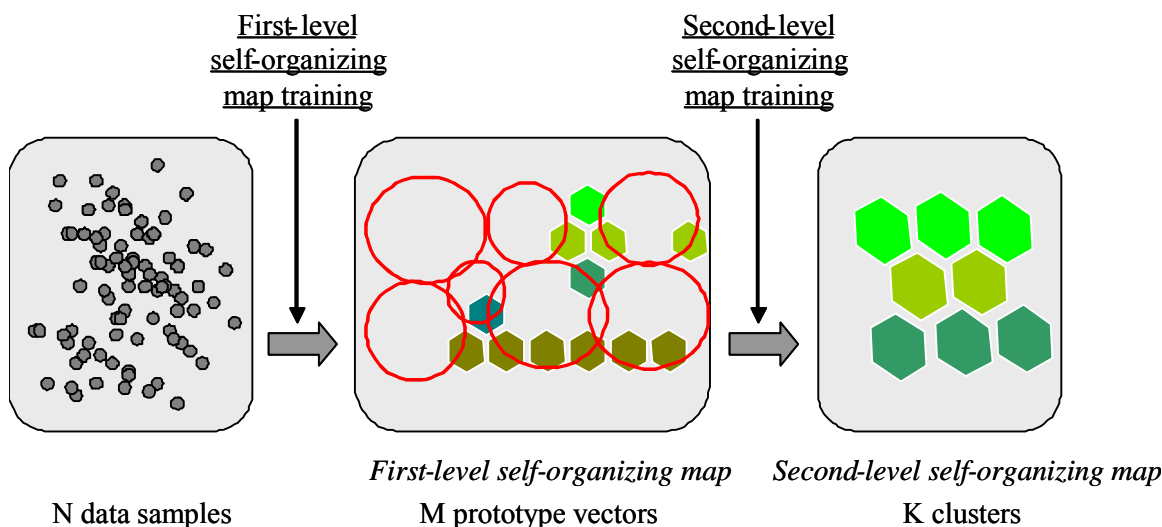 First-level
self-organizing
map training
Second-level
self-organizing
map training
First-level self-organizing map
Second-level self-organizing map
N data samples
M prototype vectors
K clusters